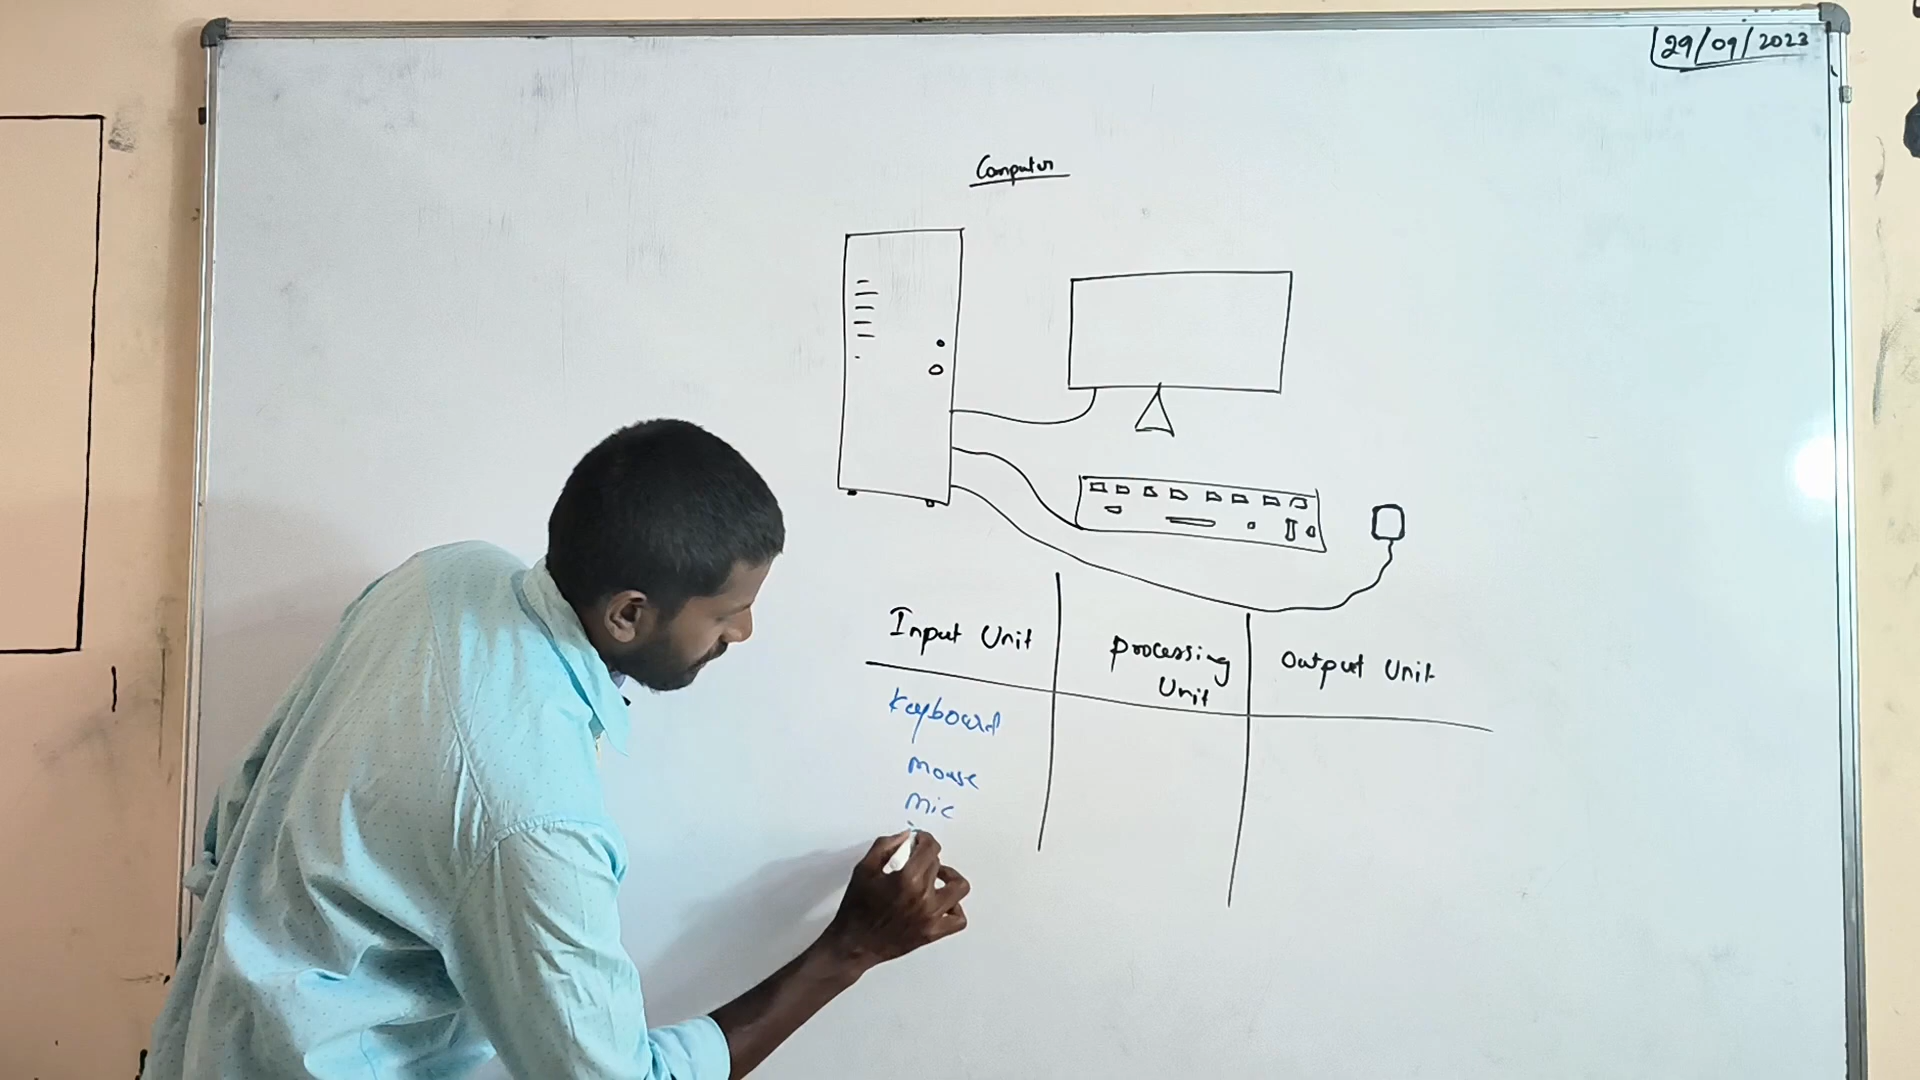 29/09/2023
Computer
Input Unit
Processing
Unit
Output Unit
Keyboard
Mouse
Mic